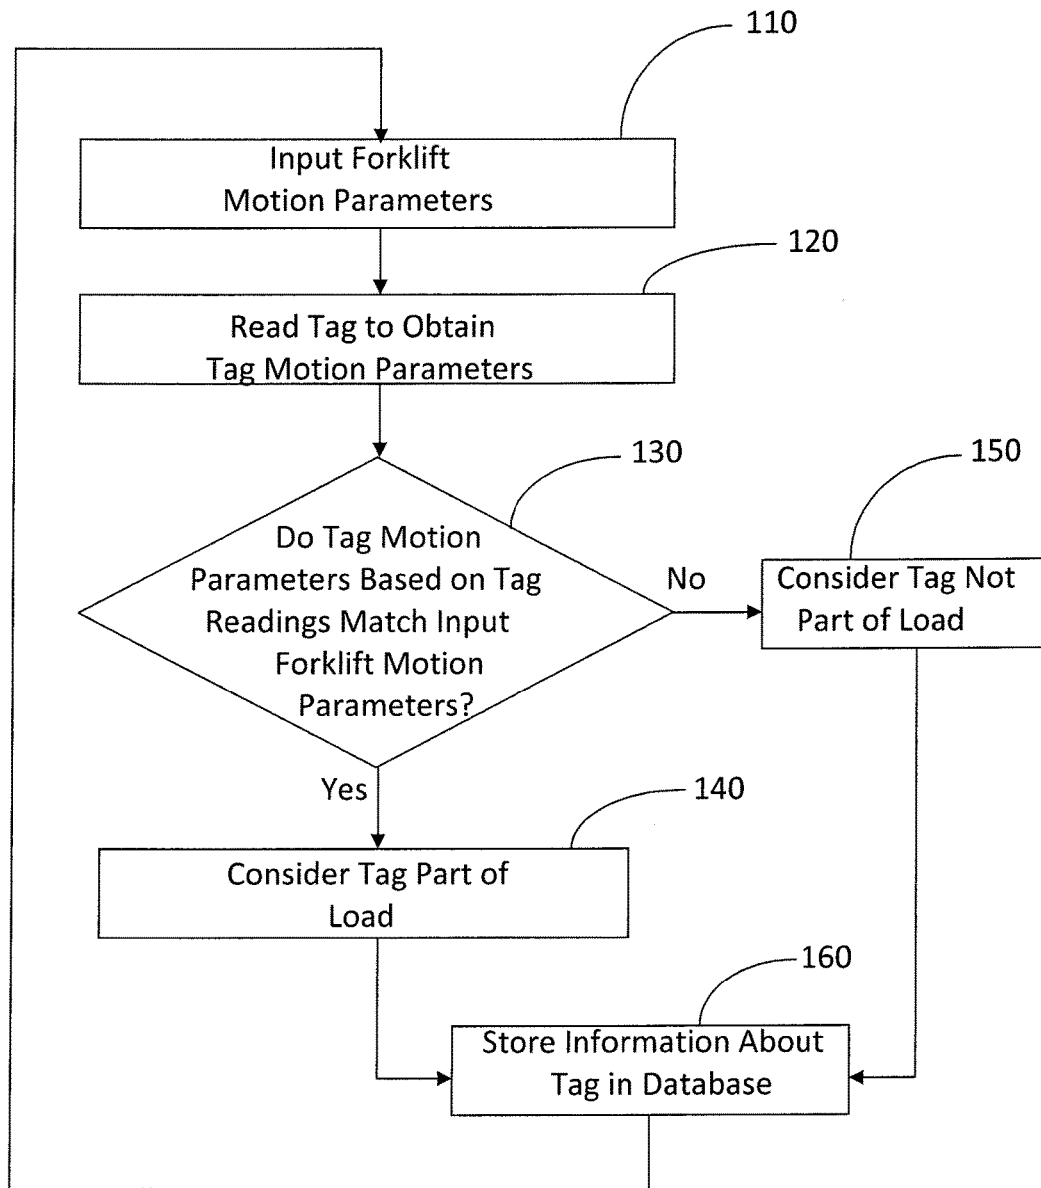 110
Input Forklift
Motion Parameters
120
Read Tag to Obtain
Tag Motion Parameters
130
Do Tag Motion
Parameters Based on Tag
Readings Match Input
Forklift Motion
Parameters?
No
150
Consider Tag Not
Part of Load
Yes
140
Consider Tag Part of
Load
160
Store Information About
Tag in Database